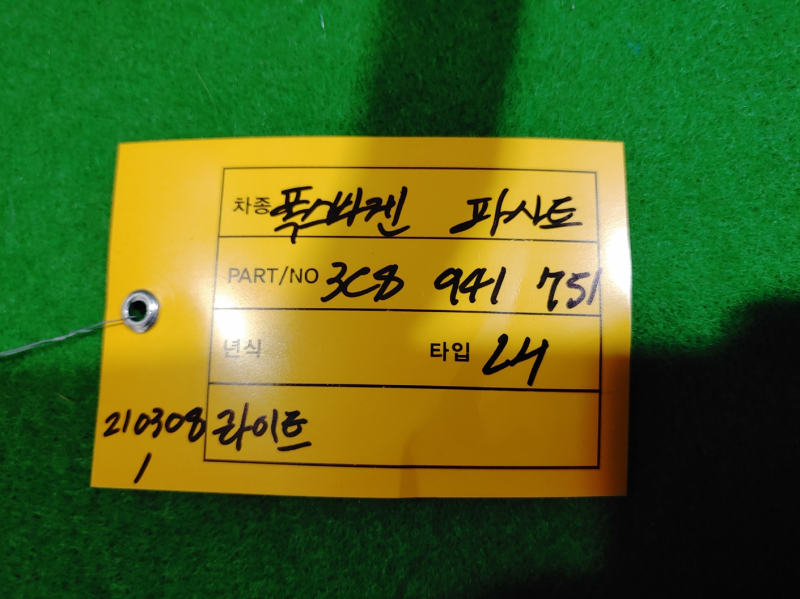 차종 폭스바겐 파사트
PART/NO 3C8 941 751
년식 타입 LH
210308 라이트
1